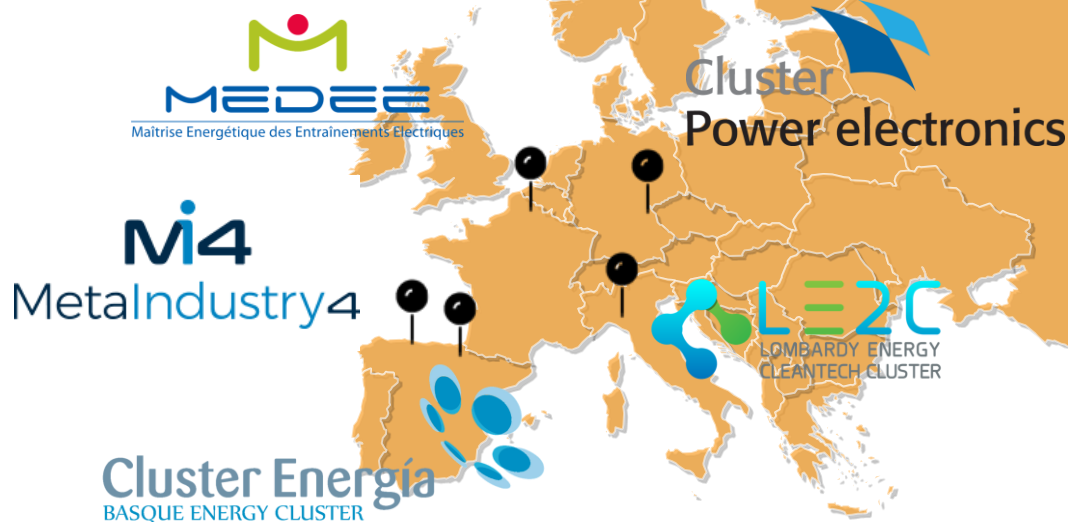 MEDEE
Maîtrise Energétique des Entraînements Electriques
Cluster
Power electronics
Mi4
MetaIndustry4
LE2C
LOMBARDY ENERGY
CLEANTECH CLUSTER
Cluster Energía
BASQUE ENERGY CLUSTER